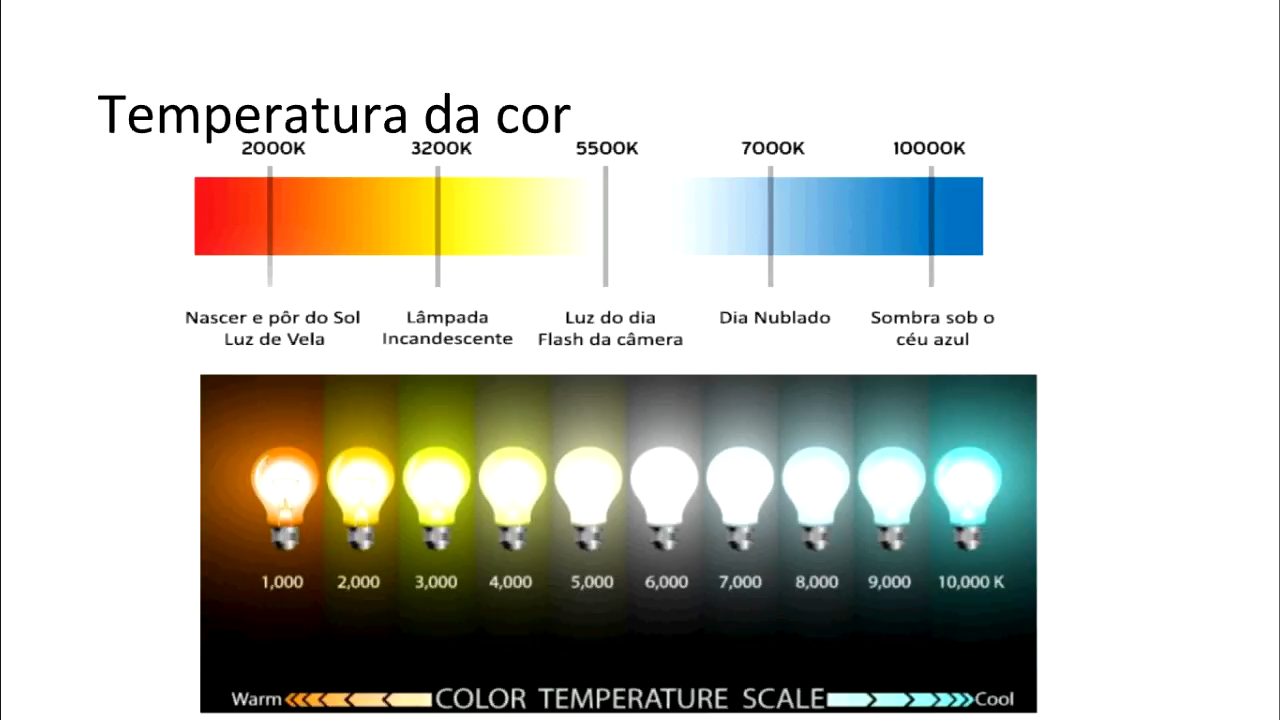 Temperatura da cor
2000K 3200K 5500K 7000K 10000K
Nascer e pôr do Sol Lâmpada Luz do dia Dia Nublado Sombra sob o
Luz de Vela Incandescente Flash da câmera céu azul
1,000 2,000 3,000 4,000 5,000 6,000 7,000 8,000 9,000 10,000 K
Warm COLOR TEMPERATURE SCALE Cool